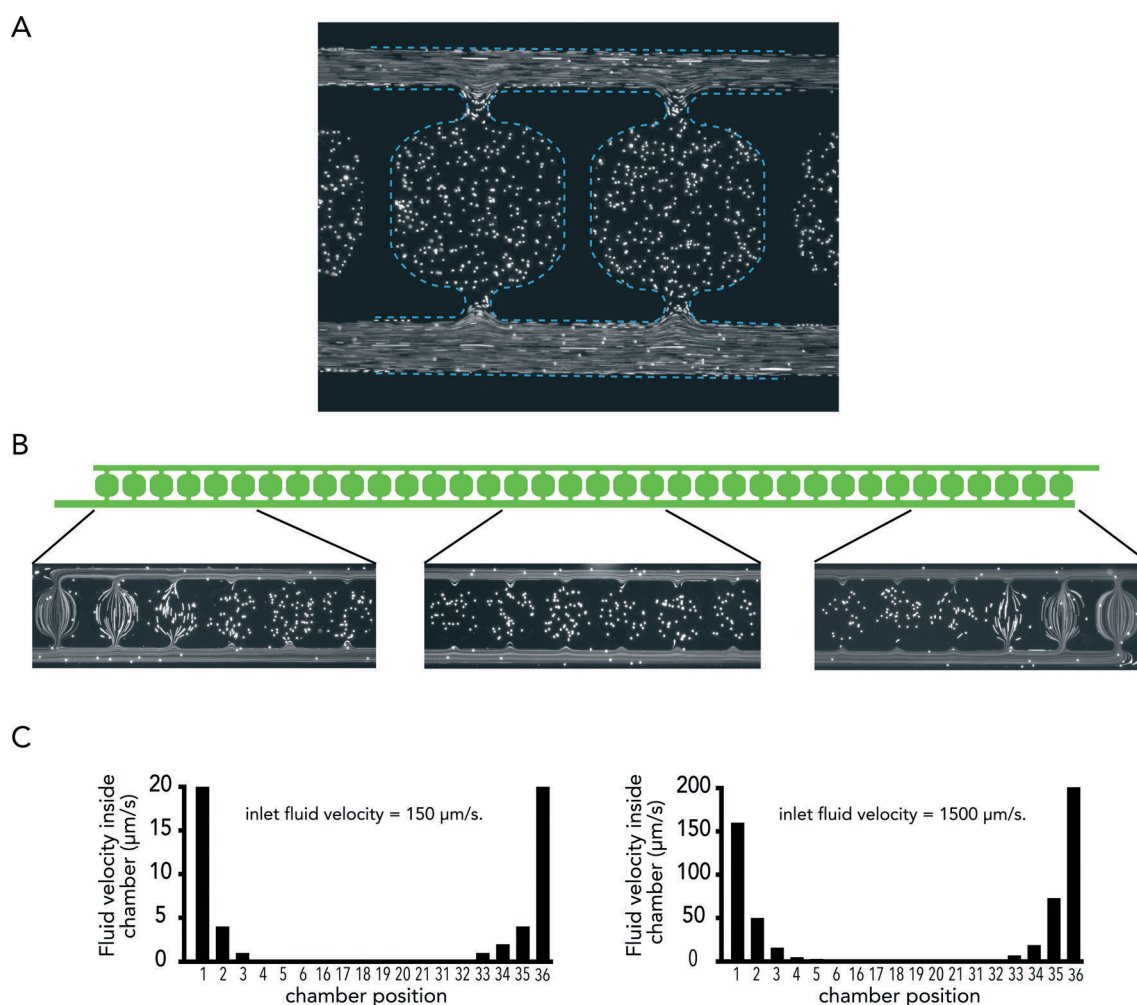 A
B
C
Fluid velocity inside
chamber (μm/s)
20
15
10
5
0
inlet fluid velocity = 150 μm/s.
1 2 3 4 5 6 16 17 18 19 20 21 31 32 33 34 35 36
chamber position
Fluid velocity inside
chamber (μm/s)
200
150
100
50
0
inlet fluid velocity = 1500 μm/s.
1 2 3 4 5 6 16 17 18 19 20 21 31 32 33 34 35 36
chamber position